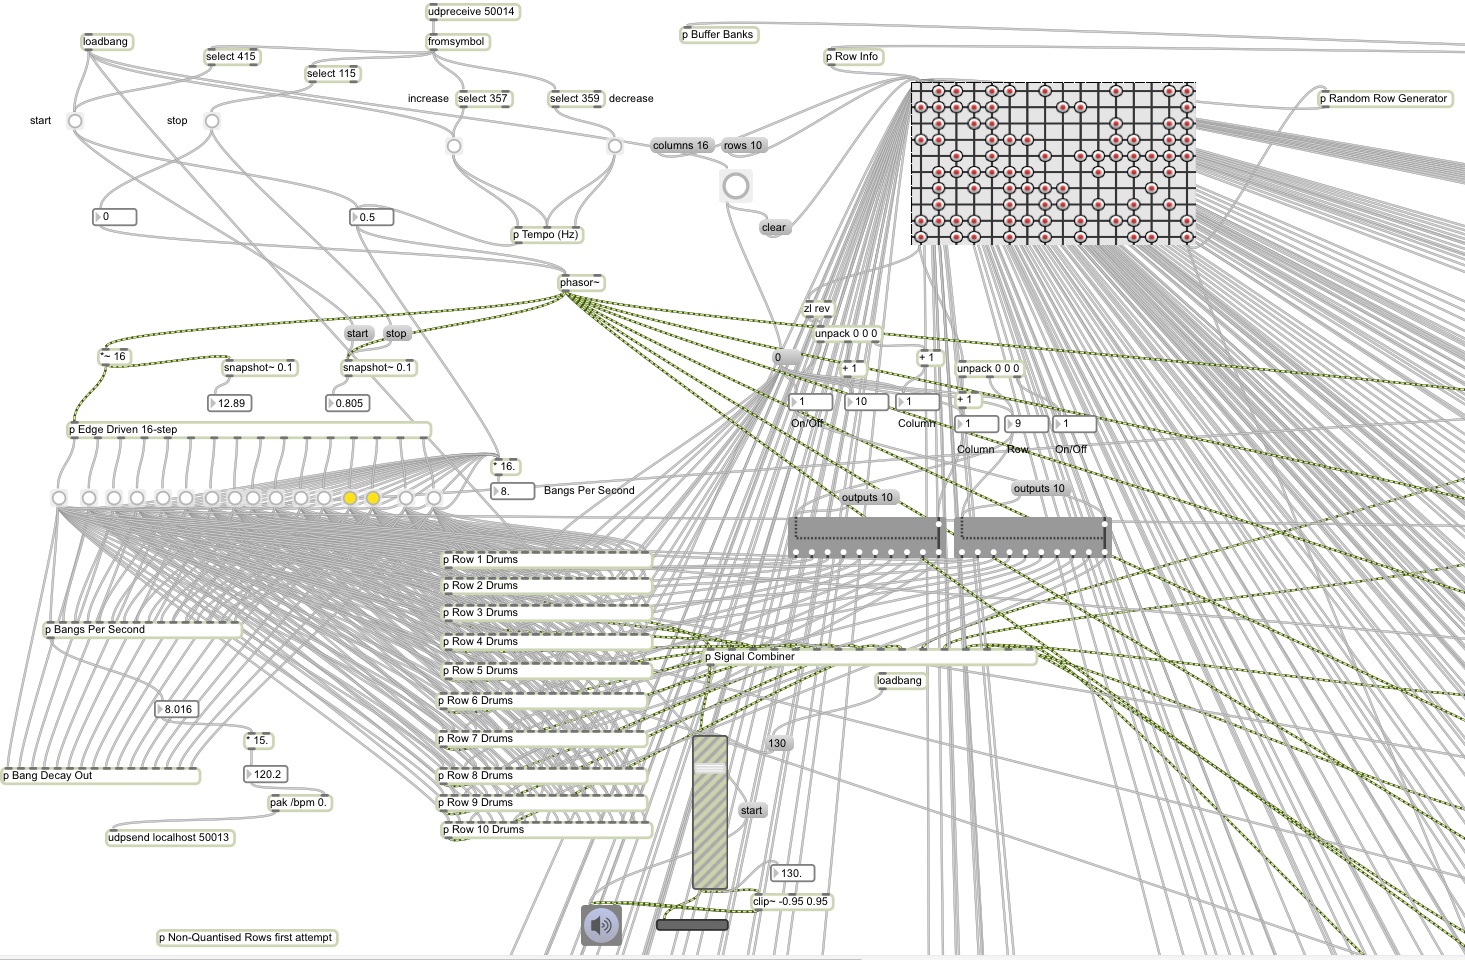 udpreceive 50014
p Buffer Banks
loadbang
fromsymbol
select 415
p Row Info
select 115
increase
select 357
select 359
decrease
p Random Row Generator
start
stop
columns 16
rows 10
0
0.5
p Tempo (Hz)
clear
phasor~
zl rev
start
stop
unpack 0 0 0
*~ 16
0
+ 1
snapshot~ 0.1
snapshot~ 0.1
+ 1
unpack 0 0 0
12.89
0.805
1
10
1
+ 1
On/Off
Column
1
9
1
p Edge Driven 16-step
Column
Row
On/Off
* 16.
8.
Bangs Per Second
outputs 10
outputs 10
p Row 1 Drums
p Row 2 Drums
p Row 3 Drums
p Bangs Per Second
p Row 4 Drums
p Signal Combiner
p Row 5 Drums
loadbang
p Row 6 Drums
8.016
p Row 7 Drums
* 15.
130
p Bang Decay Out
120.2
p Row 8 Drums
pak /bpm 0.
p Row 9 Drums
start
udpsend localhost 50013
p Row 10 Drums
130.
clip~ -0.95 0.95
p Non-Quantised Rows first attempt